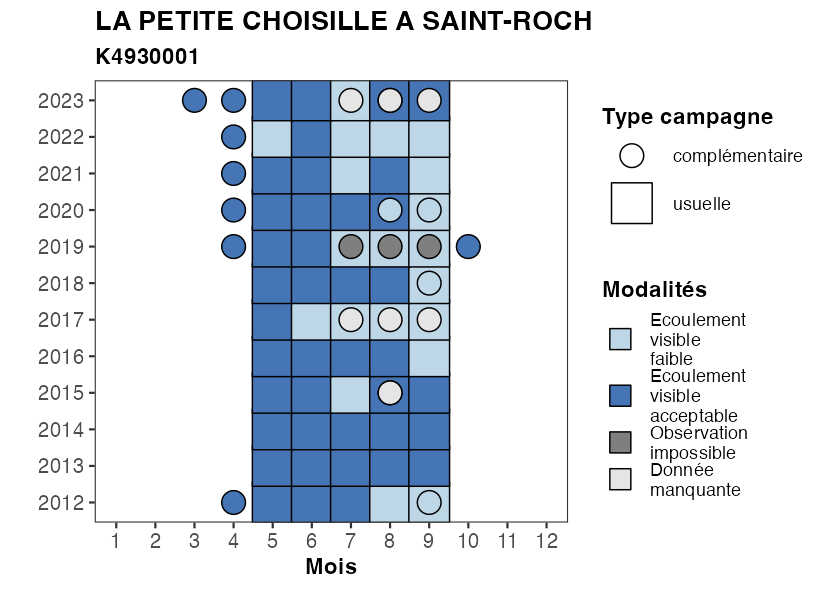 LA PETITE CHOISILLE A SAINT-ROCH
K4930001
2023
2022
2021
2020
2019
2018
2017
2016
2015
2014
2013
2012
1 2 3 4 5 6 7 8 9 10 11 12
Mois
Type campagne
complémentaire
usuelle
Modalités
Ecoulement
visible
faible
Ecoulement
visible
acceptable
Observation
impossible
Donnée
manquante